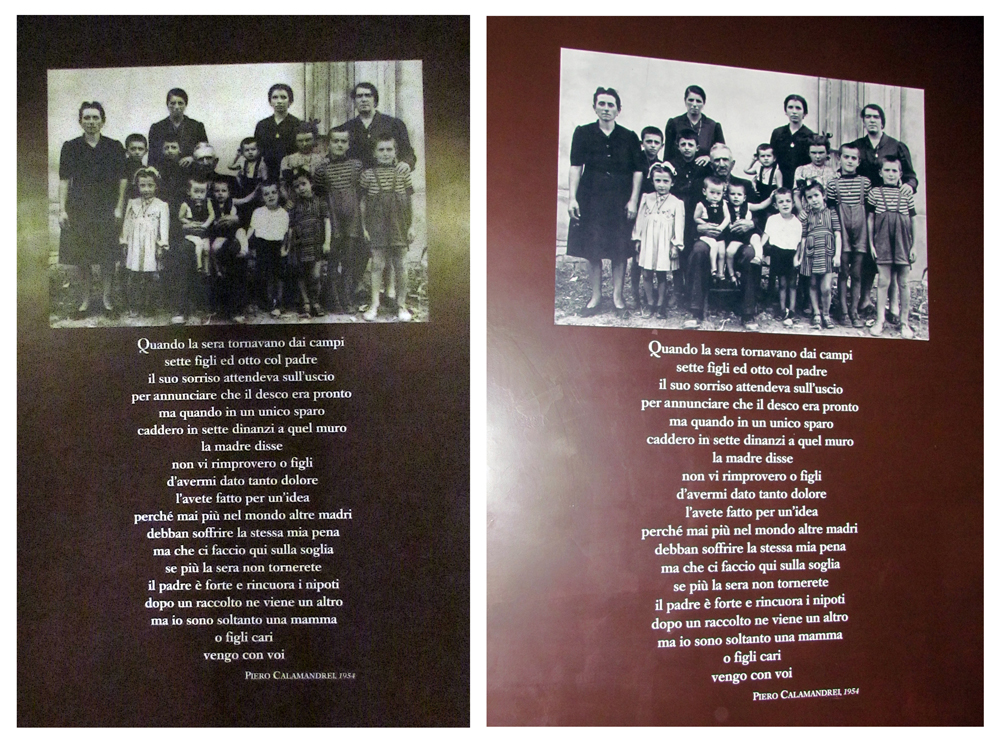 Quando la sera tornavano dai campi
sette figli ed otto col padre
il suo sorriso attendeva sull'uscio
per annunciare che il desco era pronto
ma quando in un unico sparo
caddero in sette dinanzi a quel muro
la madre disse
non vi rimprovero o figli
d'avermi dato tanto dolore
l'avete fatto per un'idea
perché mai più nel mondo altre madri
debban soffrire la stessa mia pena
ma che ci faccio qui sulla soglia
se più la sera non tornerete
il padre è forte e rincuora i nipoti
dopo un raccolto ne viene un altro
ma io sono soltanto una mamma
o figli cari
vengo con voi
PIERO CALAMANDREI, 1954
Quando la sera tornavano dai campi
sette figli ed otto col padre
il suo sorriso attendeva sull'uscio
per annunciare che il desco era pronto
ma quando in un unico sparo
caddero in sette dinanzi a quel muro
la madre disse
non vi rimprovero o figli
d'avermi dato tanto dolore
l'avete fatto per un'idea
perché mai più nel mondo altre madri
debban soffrire la stessa mia pena
ma che ci faccio qui sulla soglia
se più la sera non tornerete
il padre è forte e rincuora i nipoti
dopo un raccolto ne viene un altro
ma io sono soltanto una mamma
o figli cari
vengo con voi
PIERO CALAMANDREI, 1954